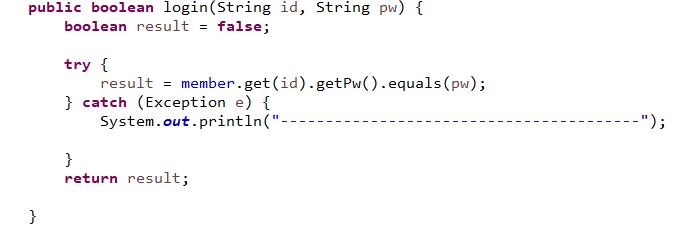 public boolean login(String id, String pw) {
boolean result = false;
try {
result = member.get(id).getPw().equals(pw);
} catch (Exception e) {
System.out.println("----------------------------------------");
}
return result;
}